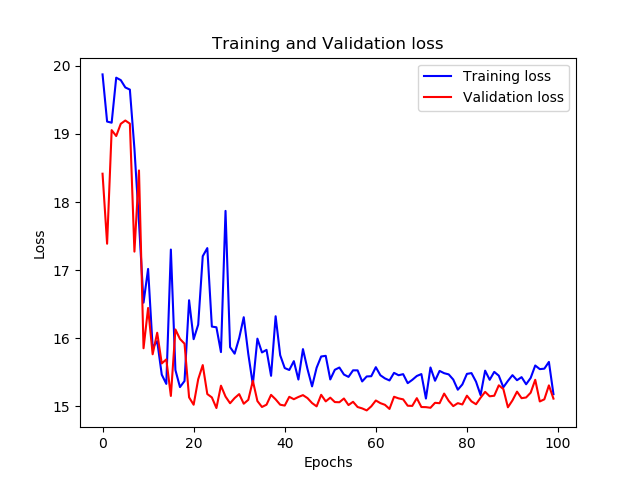 Training and Validation loss
Training loss
Validation loss
Loss
20
19
18
17
16
15
0
20
40
60
80
100
Epochs